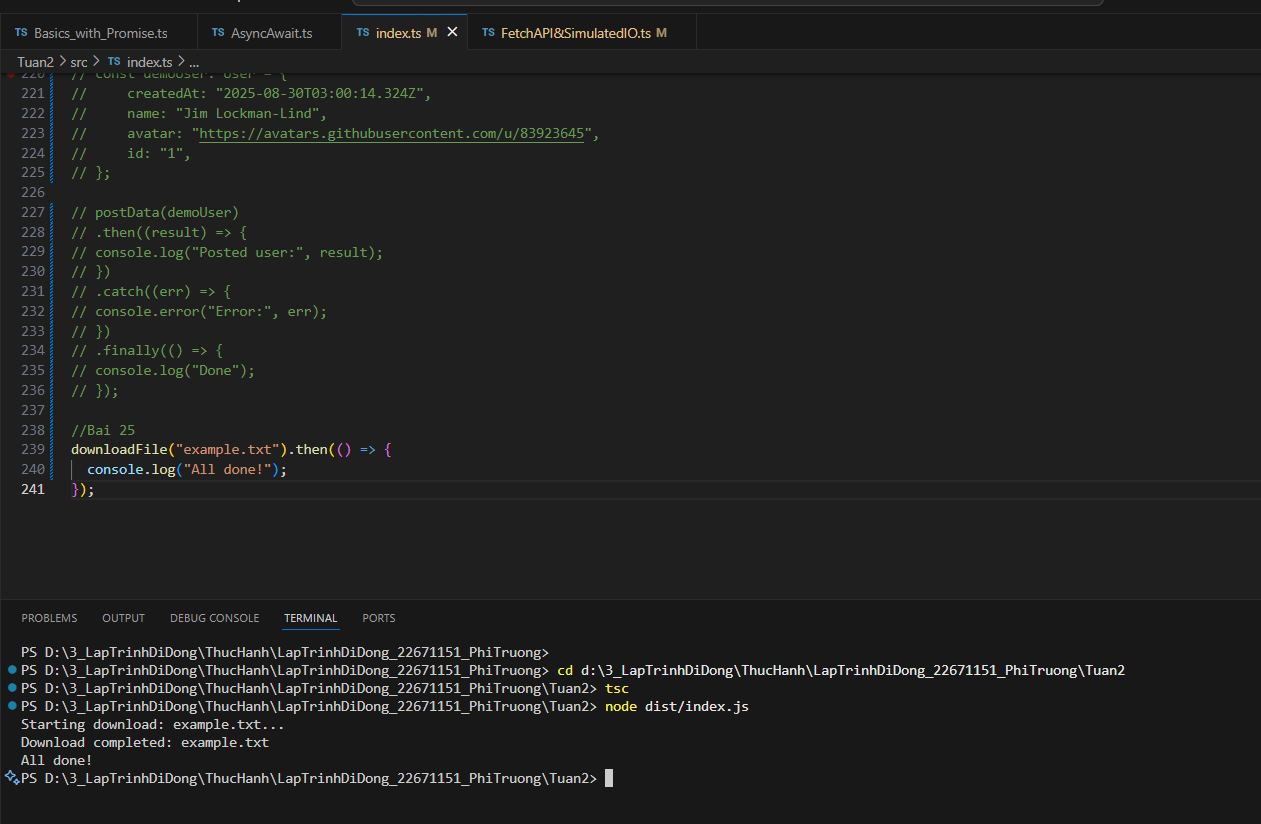 TS Basics_with_Promise.ts TS AsyncAwait.ts TS index.ts M TS FetchAPI&SimulatedIO.ts M
Tuan2 > src > TS index.ts > ...
220 // const demoUser: User = {
221 //     createdAt: "2025-08-30T03:00:14.324Z",
222 //     name: "Jim Lockman-Lind",
223 //     avatar: "https://avatars.githubusercontent.com/u/83923645",
224 //     id: "1",
225 // };
226
227 // postData(demoUser)
228 // .then((result) => {
229 // console.log("Posted user:", result);
230 // })
231 // .catch((err) => {
232 // console.error("Error:", err);
233 // })
234 // .finally(() => {
235 // console.log("Done");
236 // });
237
238 //Bai 25
239 downloadFile("example.txt").then(() => {
240   console.log("All done!");
241 });
PROBLEMS OUTPUT DEBUG CONSOLE TERMINAL PORTS
PS D:\3_LapTrinhDiDong\ThucHanh\LapTrinhDiDong_22671151_PhiTruong>
PS D:\3_LapTrinhDiDong\ThucHanh\LapTrinhDiDong_22671151_PhiTruong> cd d:\3_LapTrinhDiDong\ThucHanh\LapTrinhDiDong_22671151_PhiTruong\Tuan2
PS D:\3_LapTrinhDiDong\ThucHanh\LapTrinhDiDong_22671151_PhiTruong\Tuan2> tsc
PS D:\3_LapTrinhDiDong\ThucHanh\LapTrinhDiDong_22671151_PhiTruong\Tuan2> node dist/index.js
Starting download: example.txt...
Download completed: example.txt
All done!
PS D:\3_LapTrinhDiDong\ThucHanh\LapTrinhDiDong_22671151_PhiTruong\Tuan2>